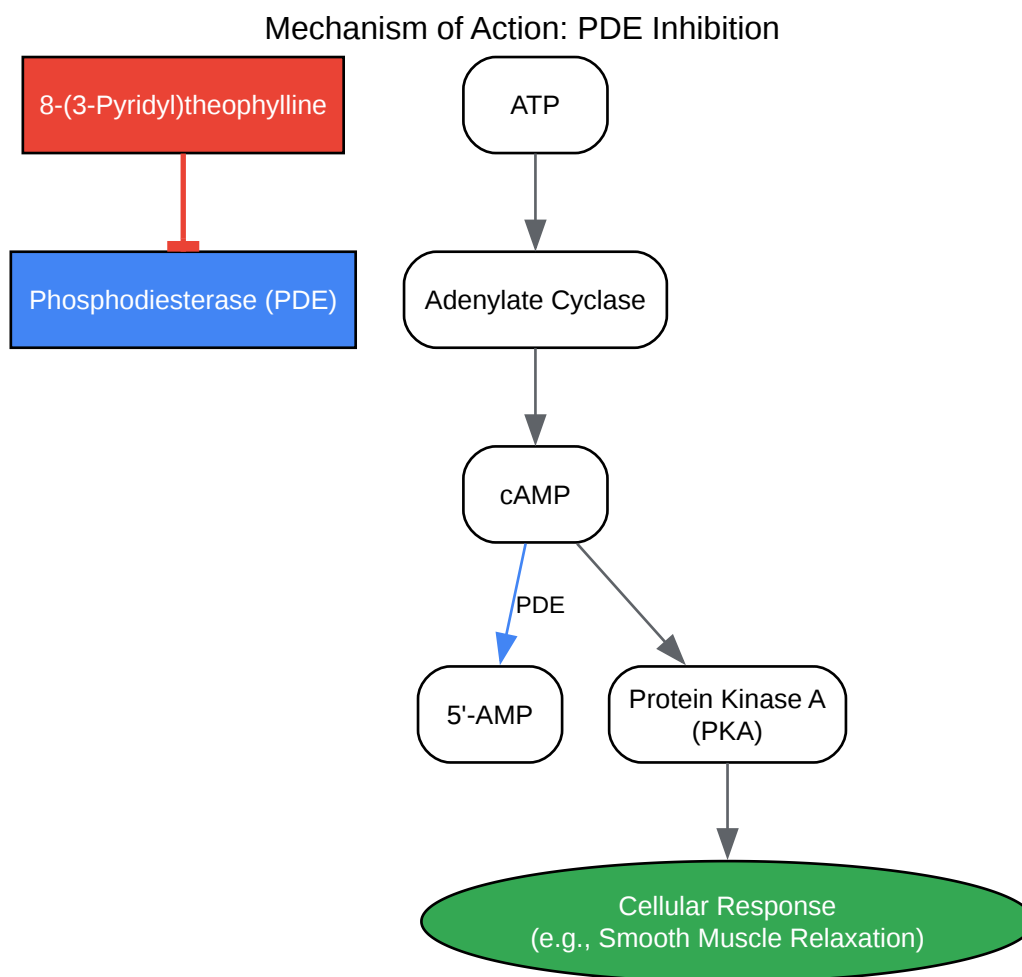 Mechanism of Action: PDE Inhibition
8-(3-Pyridyl)theophylline
ATP
Phosphodiesterase (PDE)
Adenylate Cyclase
cAMP
PDE
5'-AMP
Protein Kinase A
(PKA)
Cellular Response
(e.g., Smooth Muscle Relaxation)